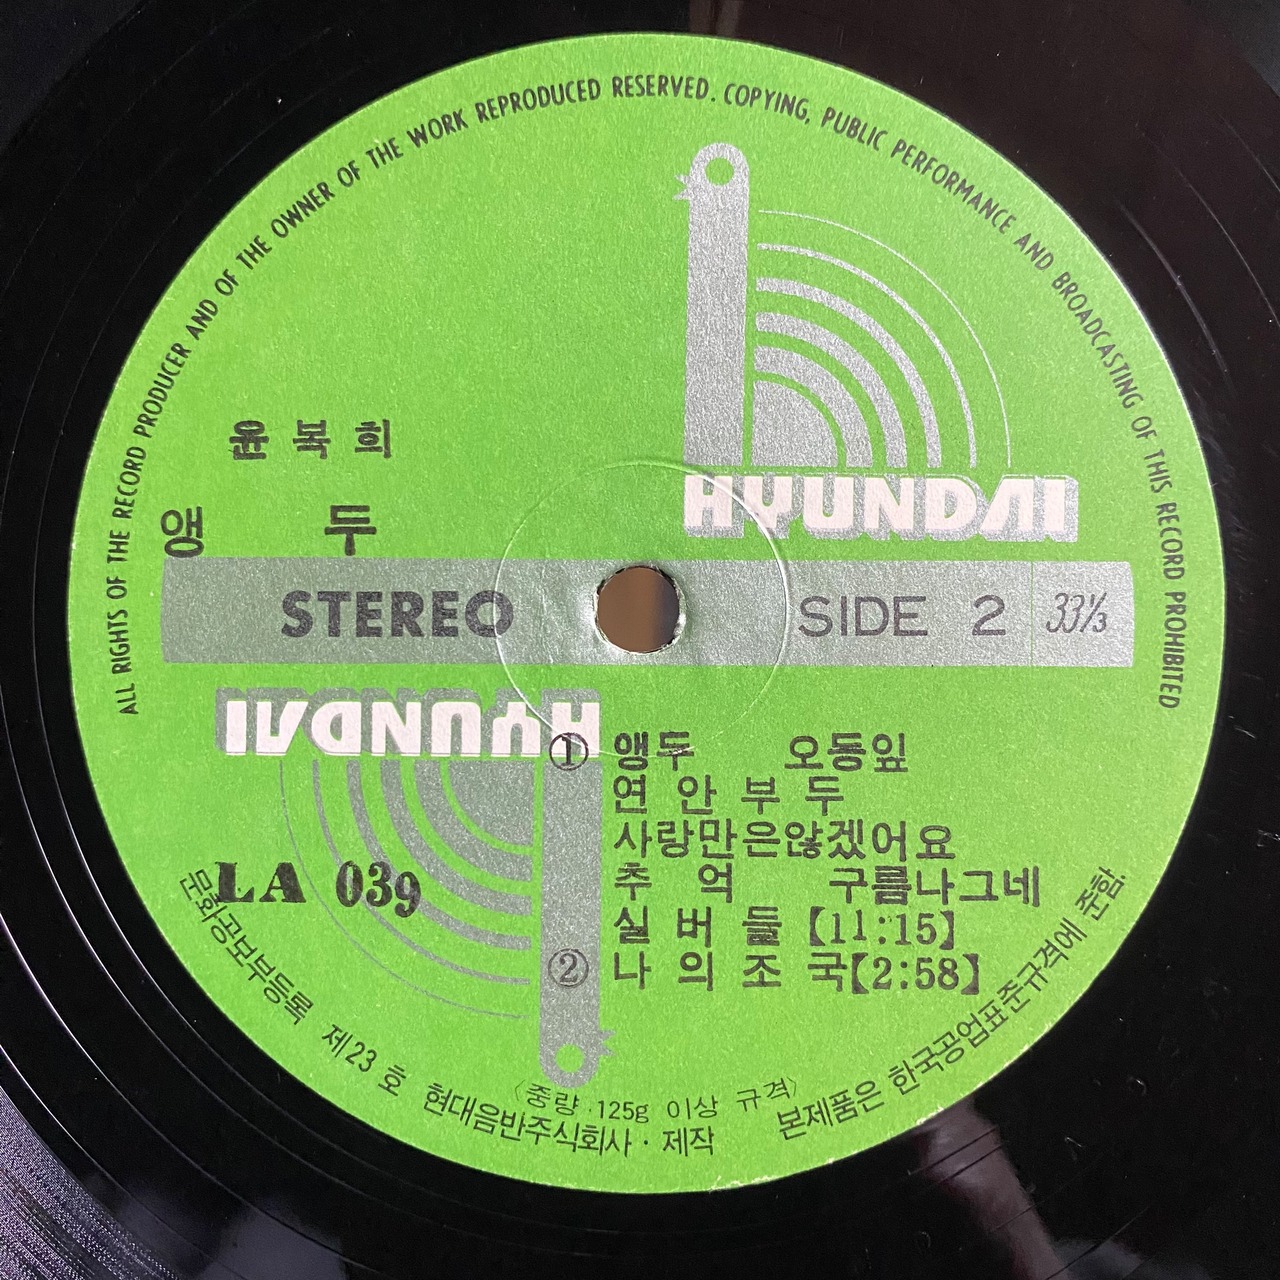 ALL RIGHTS OF THE RECORD PRODUCER AND OF THE OWNER OF THE WORK REPRODUCED RESERVED. COPYING, PUBLIC PERFORMANCE AND BROADCASTING OF THIS RECORD PROHIBITED
HYUNDAI
윤복희
앵 두
STEREO
SIDE 2
33⅓
HYUNDAI
① 앵두 오동잎
연 안 부 두
사랑만은않겠어요
추 억 구름나그네
실 버 들【11:15】
② 나 의 조 국【2:58】
LA 039
문화공보부등록 제23호 현대음반주식회사·제작
〈중량 125g 이상 규격〉
본제품은 한국공업표준규격에 준함.